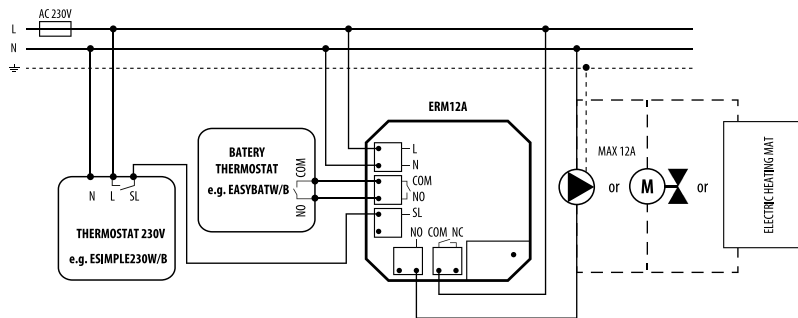 AC 230V
L
N
ERM12A
BATERY
THERMOSTAT
e.g. EASYBATW/B
COM
NO
L
N
COM
NO
SL
NO COM NC
MAX 12A
or
M
or
ELECTRIC HEATING MAT
N L SL
THERMOSTAT 230V
e.g. ESIMPLE230W/B